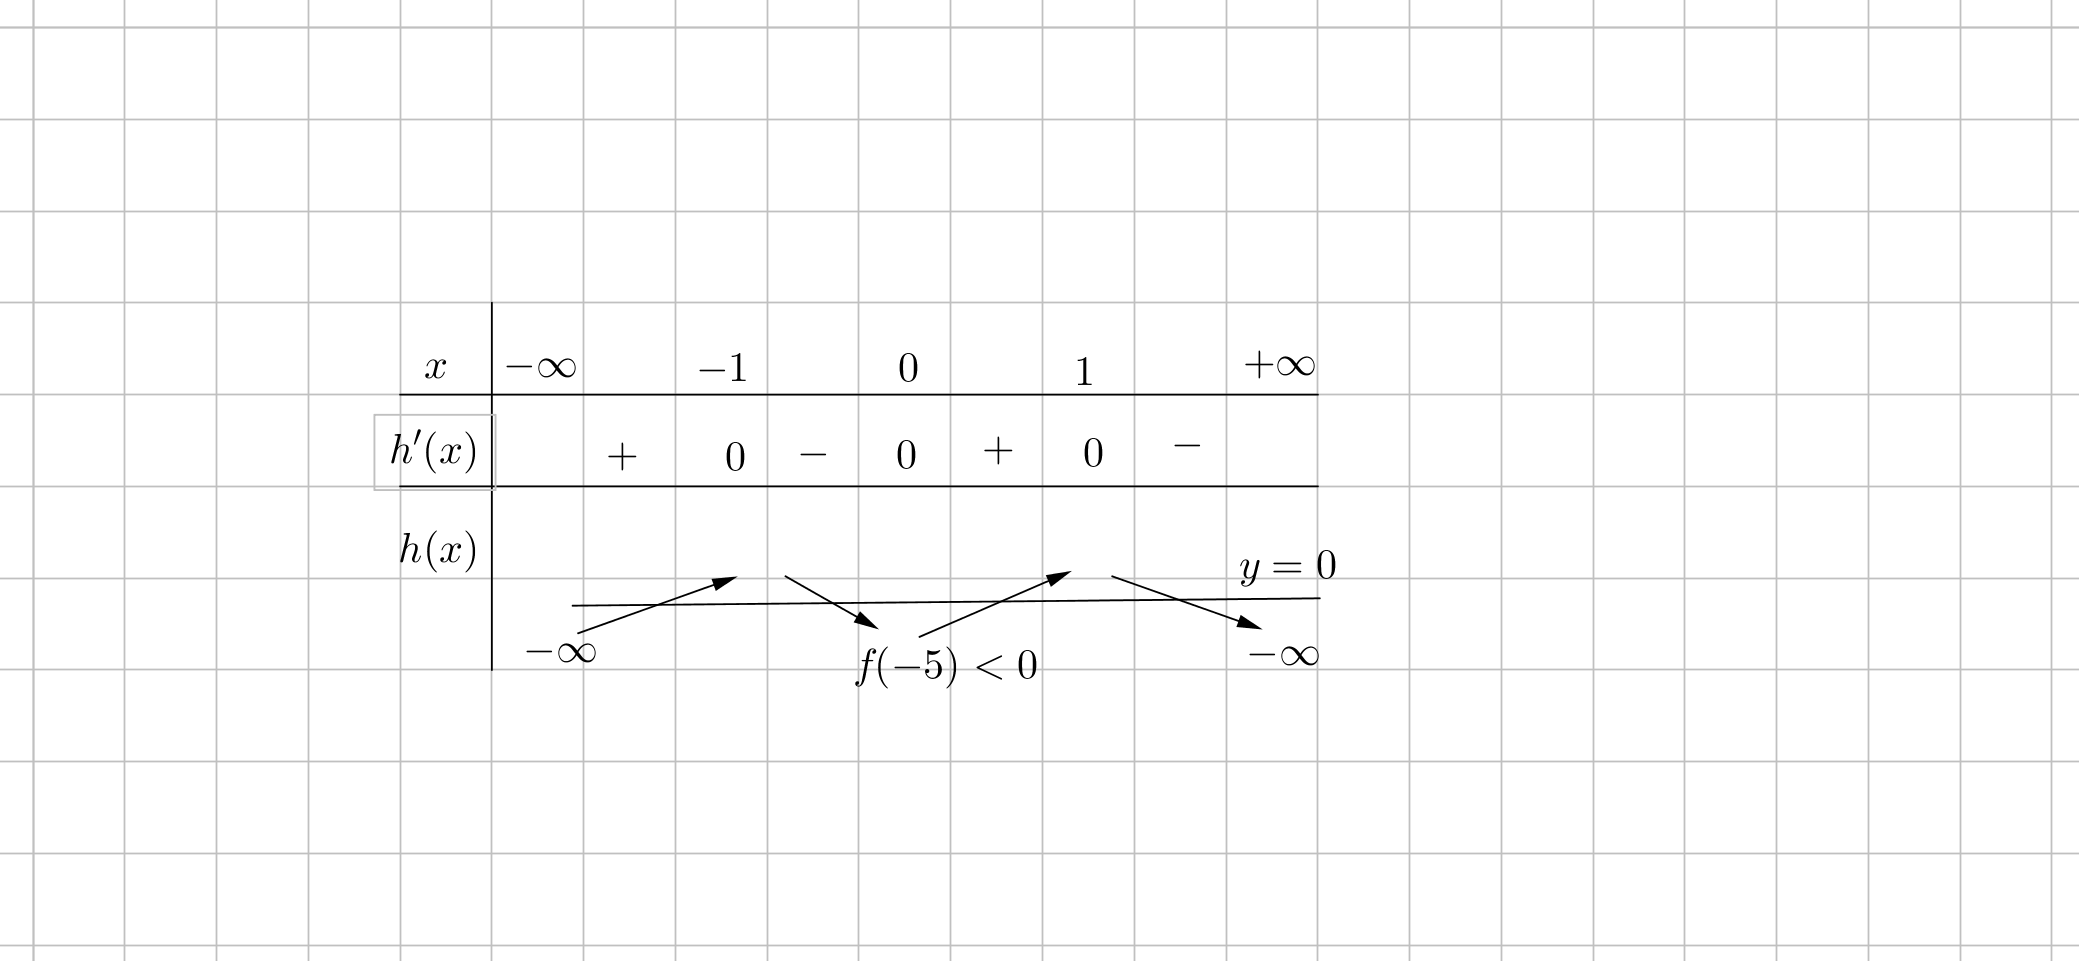 x −∞ −1 0 1 +∞
h′(x) + 0 − 0 + 0 −
h(x) y = 0
−∞ f(−5) < 0 −∞